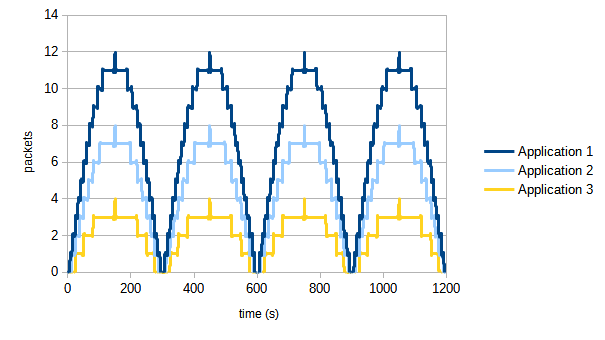 14
12
10
8
6
4
2
0
packets
0 200 400 600 800 1000 1200
time (s)
Application 1
Application 2
Application 3